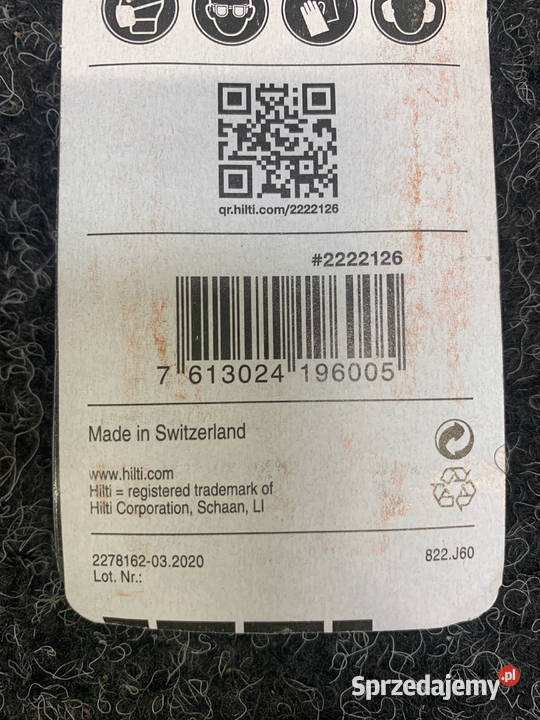 qr.hilti.com/2222126
#2222126
7 613024 196005
Made in Switzerland
www.hilti.com
Hilti = registered trademark of
Hilti Corporation, Schaan, LI
2278162-03.2020
822.J60
Lot. Nr.:
Sprzedajemy.pl